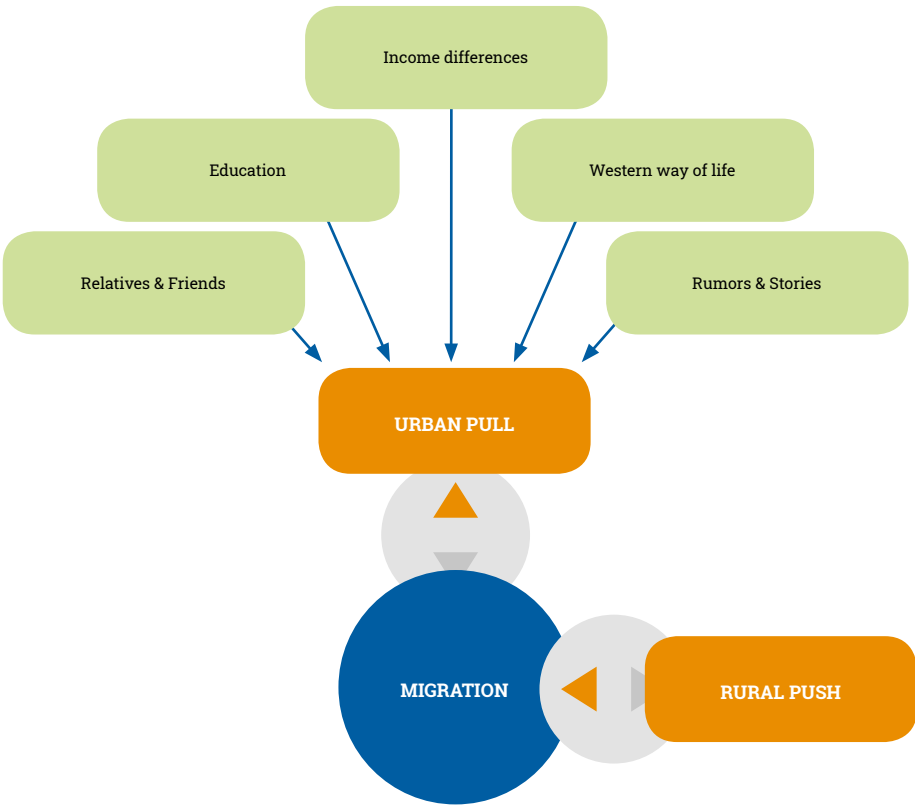 Income differences
Education
Western way of life
Relatives & Friends
Rumors & Stories
URBAN PULL
MIGRATION
RURAL PUSH